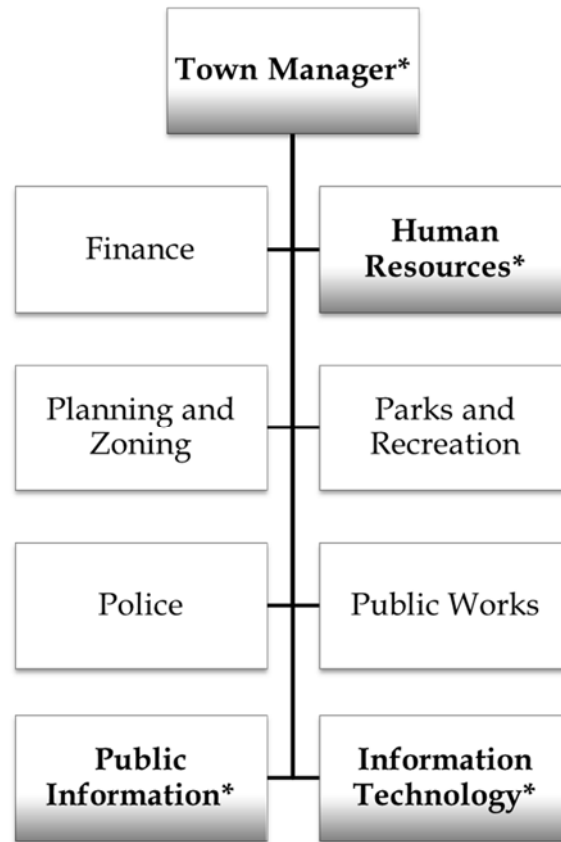 Town Manager*
Finance
Human
Resources*
Planning and
Zoning
Parks and
Recreation
Police
Public Works
Public
Information*
Information
Technology*